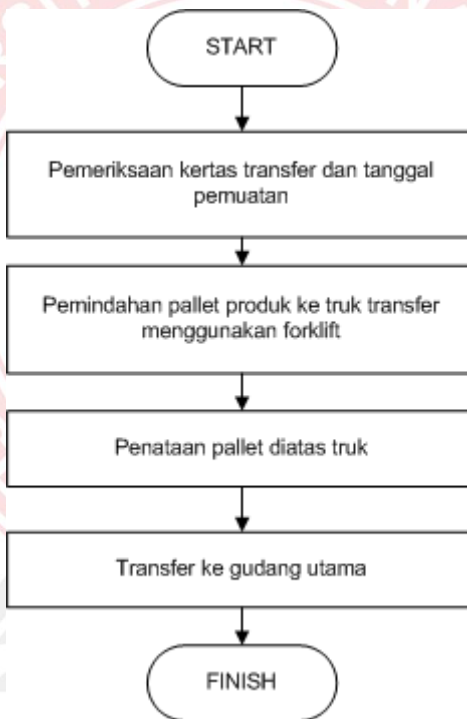 START
Pemeriksaan kertas transfer dan tanggal
pemuatan
Pemindahan pallet produk ke truk transfer
menggunakan forklift
Penataan pallet diatas truk
Transfer ke gudang utama
FINISH